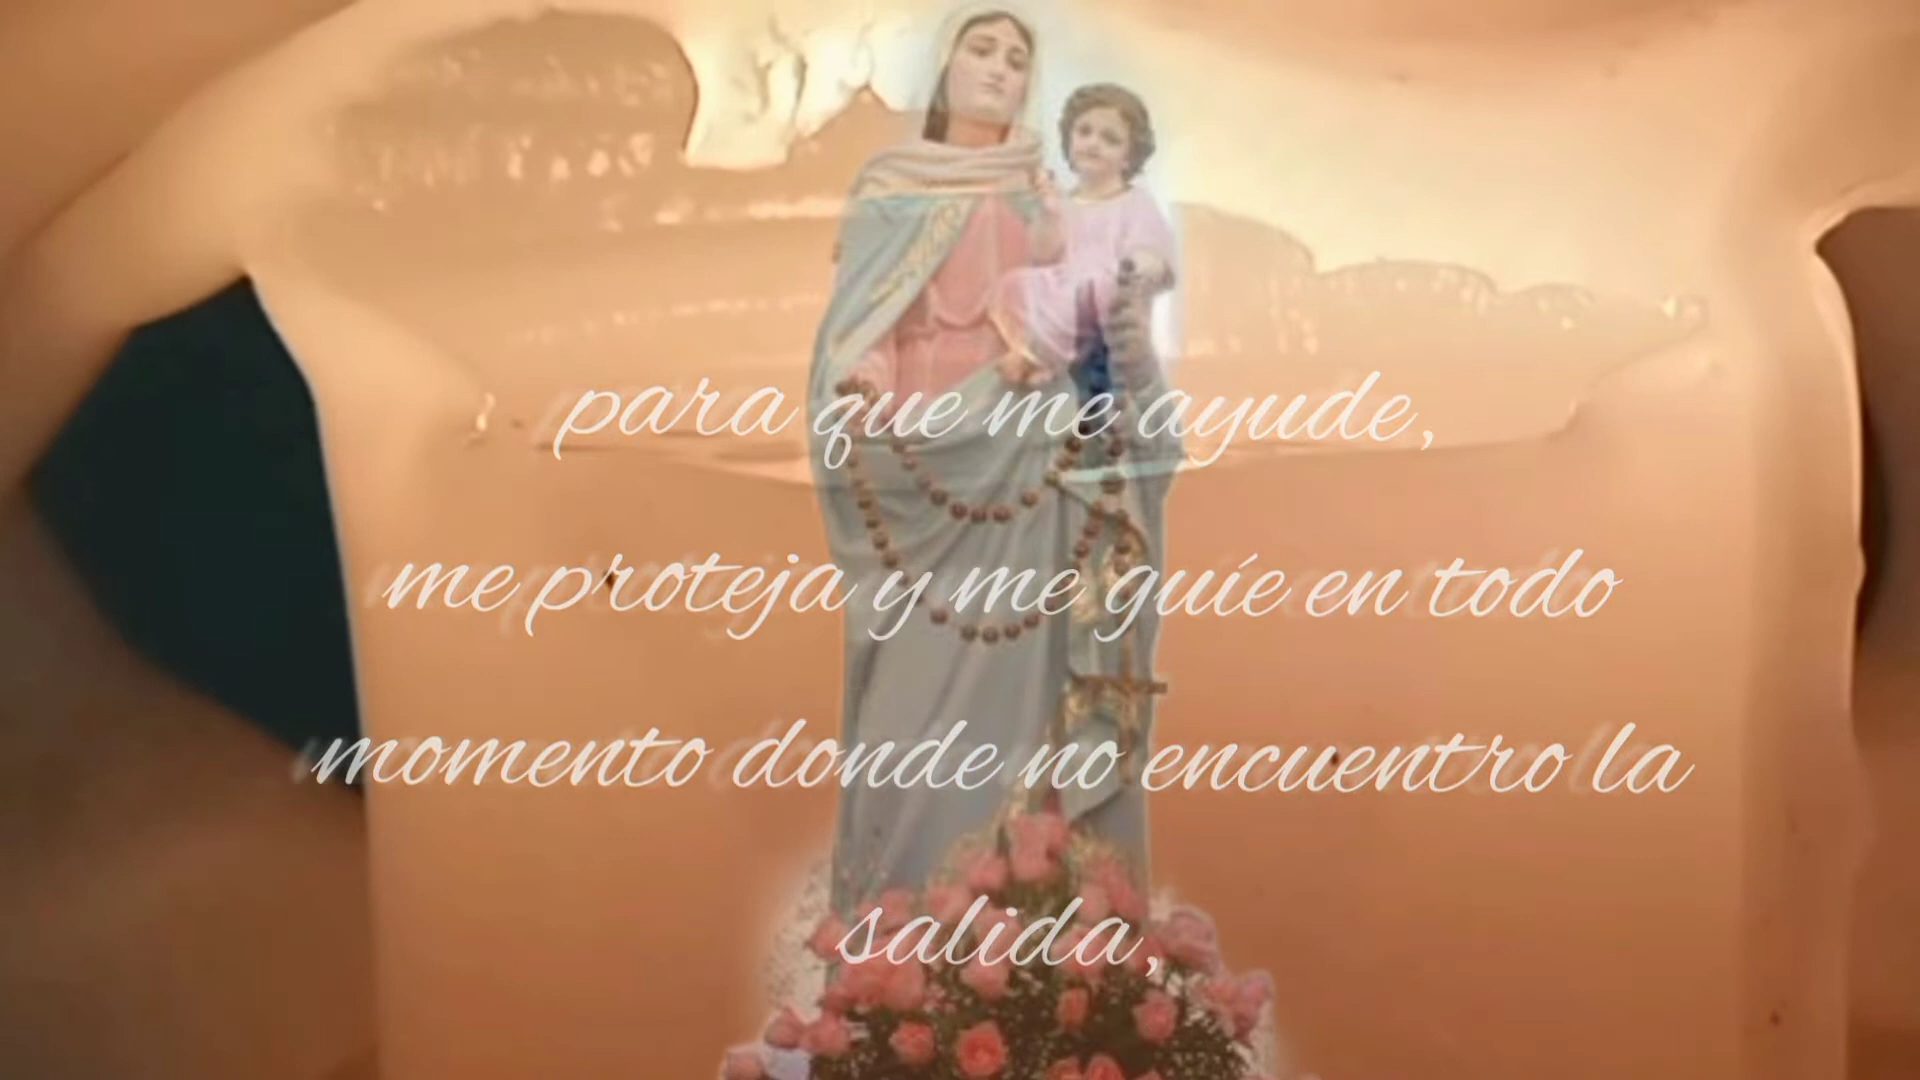 para que me ayude,
me proteja y me guíe en todo
momento donde no encuentro la
salida,